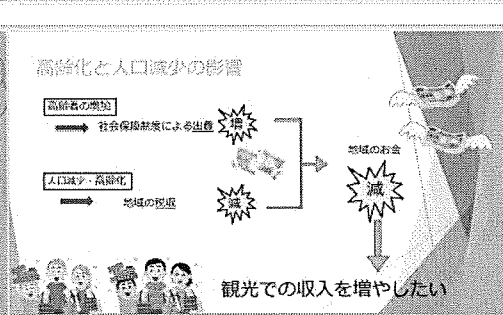 高齢化と人口減少の影響
高齢者の増加
社会保障制度による出費
増
人口減少・高齢化
地域の税収
減
地域のお金
減
観光での収入を増やしたい